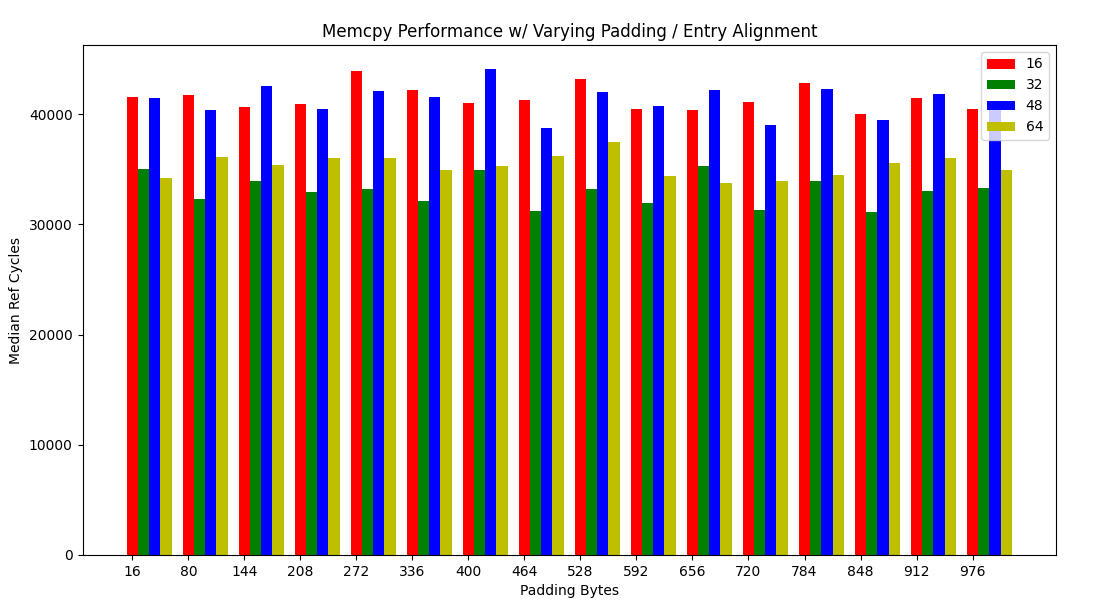 Memcpy Performance w/ Varying Padding / Entry Alignment
16
32
48
64
40000
30000
20000
10000
0
Median Ref Cycles
16 80 144 208 272 336 400 464 528 592 656 720 784 848 912 976
Padding Bytes